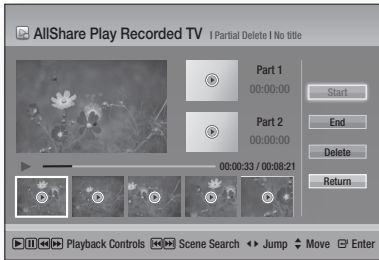 AllShare Play Recorded TV | Partial Delete | No title
Part 1
00:00:00
Start
Part 2
00:00:00
End
Delete
00:00:33 / 00:08:21
Return
Playback Controls Scene Search Jump Move Enter